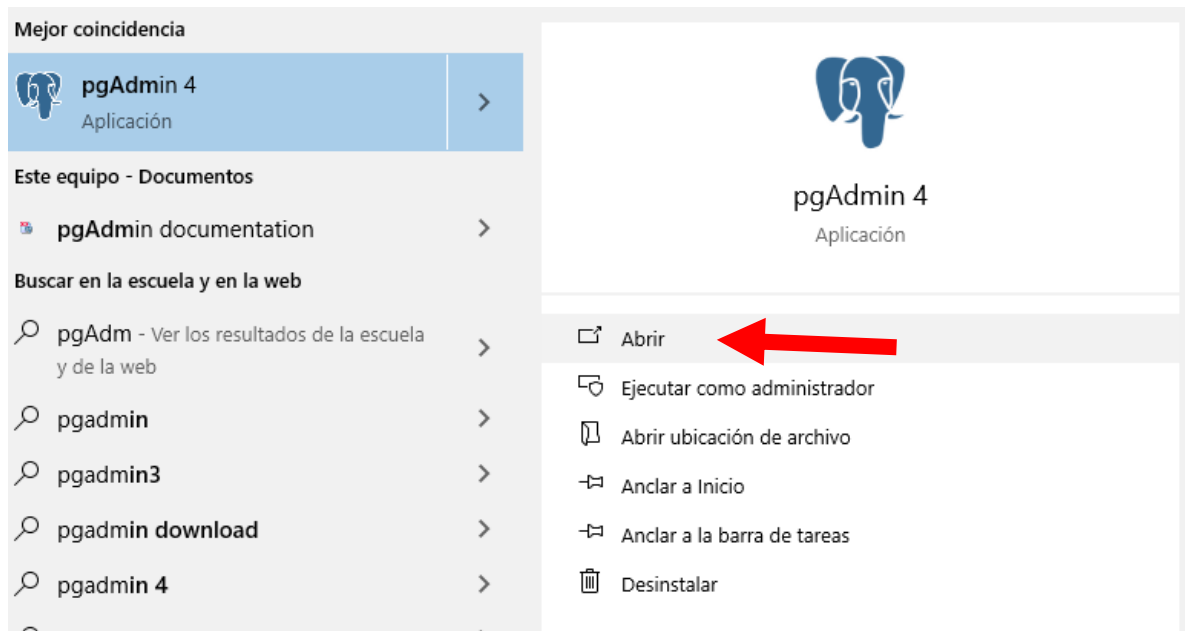 Mejor coincidencia
pgAdmin 4
Aplicación
Este equipo - Documentos
pgAdmin documentation
Buscar en la escuela y en la web
pgAdm - Ver los resultados de la escuela
y de la web
pgadmin
pgadmin3
pgadmin download
pgadmin 4
pgAdmin 4
Aplicación
Abrir
Ejecutar como administrador
Abrir ubicación de archivo
Anclar a Inicio
Anclar a la barra de tareas
Desinstalar